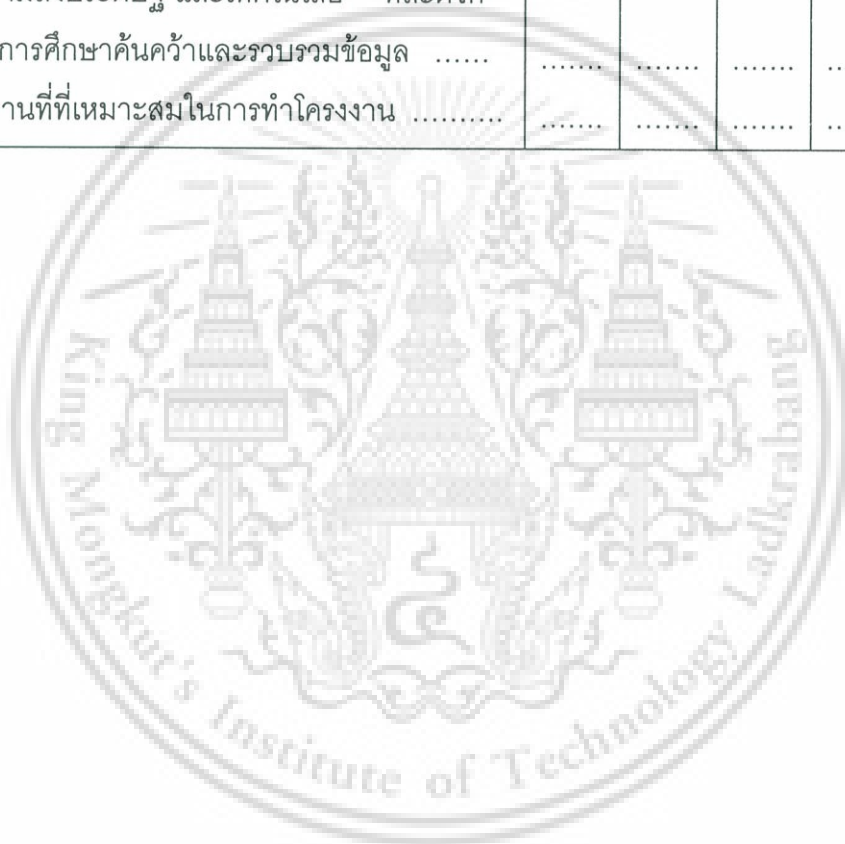 การศึกษาค้นคว้าและรวบรวมข้อมูล ...... ....... ....... ....... ..
านที่ที่เหมาะสมในการทำโครงงาน .......... ....... ....... ....... ..
King Mongkut's Institute of Technology Ladkrabang